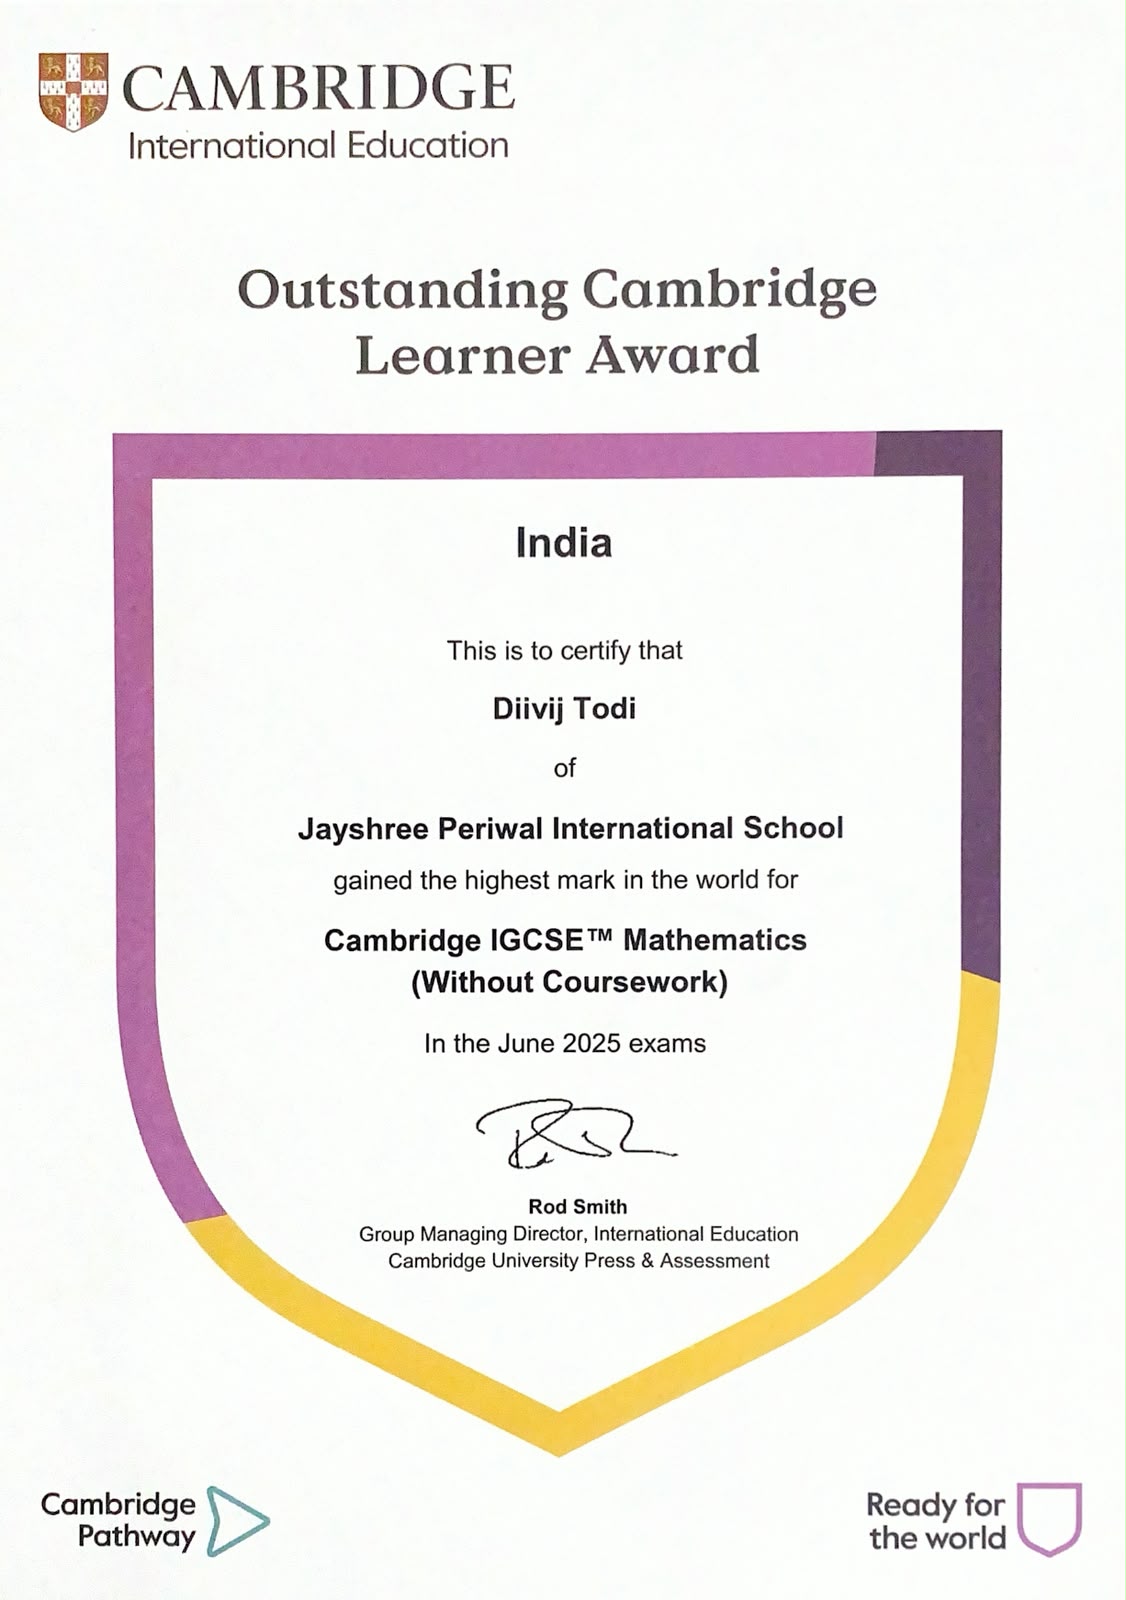 CAMBRIDGE
International Education
Outstanding Cambridge
Learner Award
India
This is to certify that
Diivij Todi
of
Jayshree Periwal International School
gained the highest mark in the world for
Cambridge IGCSE™ Mathematics
(Without Coursework)
In the June 2025 exams
Rod Smith
Group Managing Director, International Education
Cambridge University Press & Assessment
Cambridge
Pathway
Ready for
the world